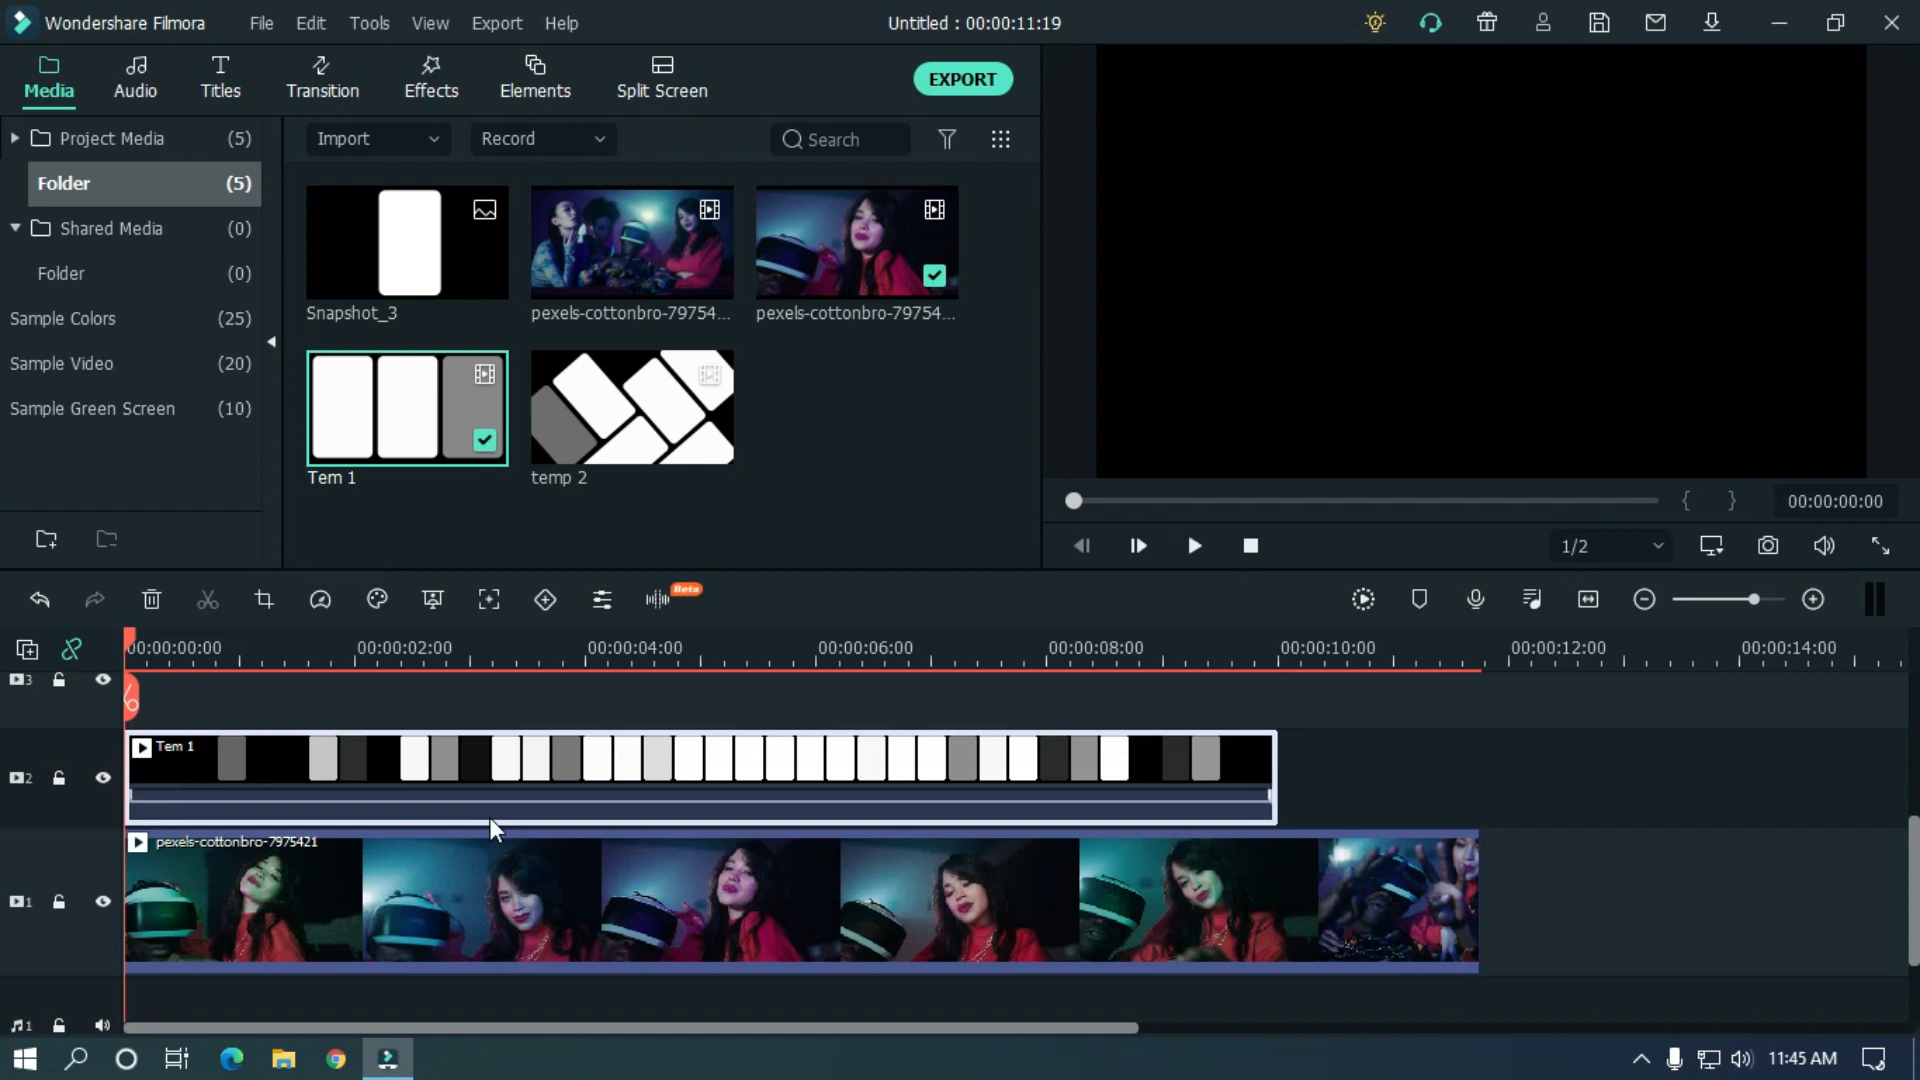 Wondershare Filmora
File
Edit
Tools
View
Export
Help
Untitled : 00:00:11:19
Media
Audio
Titles
Transition
Effects
Elements
Split Screen
EXPORT
Project Media (5)
Folder (5)
Shared Media (0)
Folder (0)
Sample Colors (25)
Sample Video (20)
Sample Green Screen (10)
Import
Record
Search
Snapshot_3
pexels-cottonbro-79754...
pexels-cottonbro-79754...
Tem 1
temp 2
{ }
00:00:00:00
1/2
Beta
00:00:00:00
00:00:02:00
00:00:04:00
00:00:06:00
00:00:08:00
00:00:10:00
00:00:12:00
00:00:14:00
3
2
Tem 1
1
pexels-cottonbro-7975421
1
11:45 AM